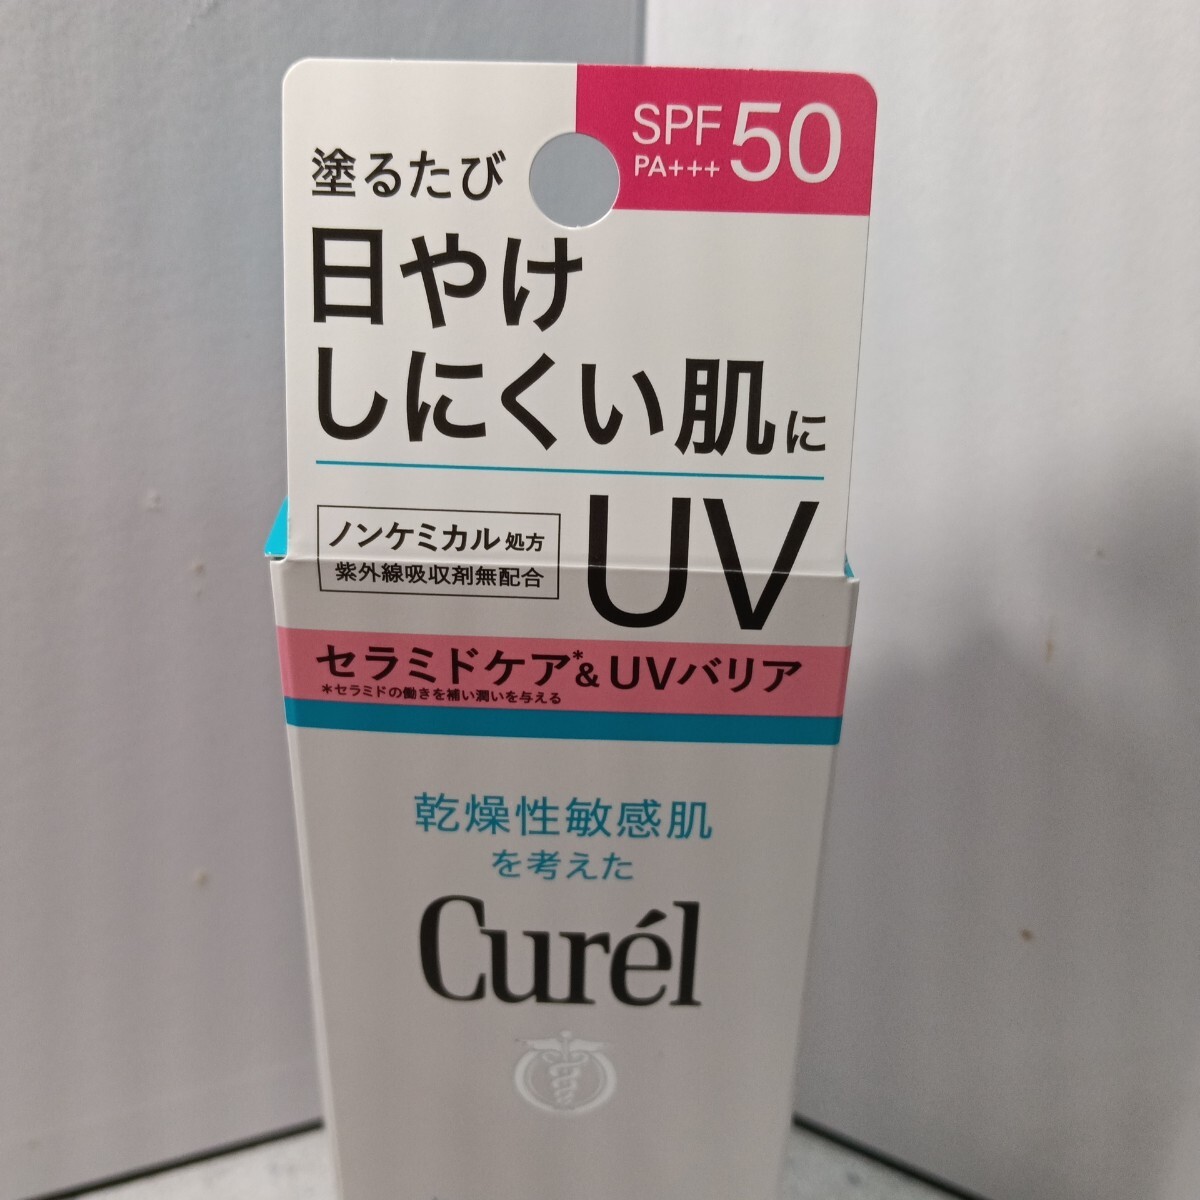 SPF 50
PA+++
塗るたび
日やけ
しにくい肌に
UV
ノンケミカル処方
紫外線吸収剤無配合
セラミドケア*&UVバリア
*セラミドの働きを補い潤いを与える
乾燥性敏感肌
を考えた
Curél